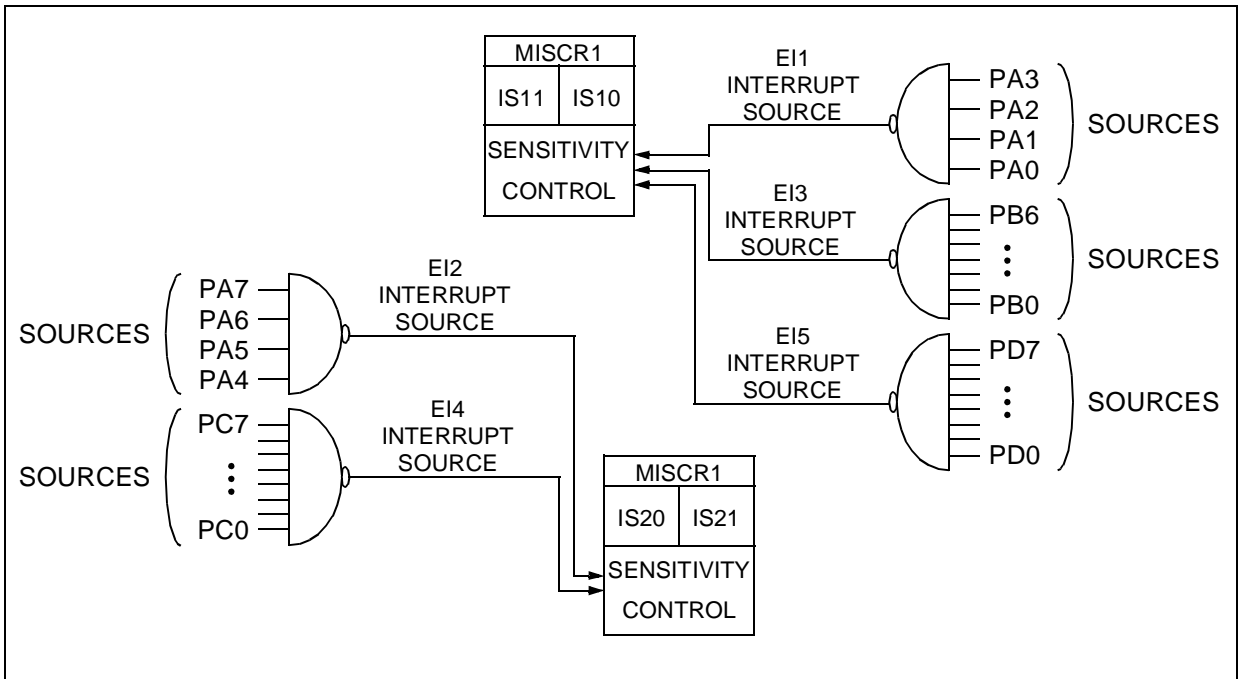 MISCR1
IS11 IS10
SENSITIVITY
CONTROL
EI1
INTERRUPT
SOURCE
PA3
PA2
PA1
PA0
SOURCES
EI3
INTERRUPT
SOURCE
PB6
PB0
SOURCES
EI5
INTERRUPT
SOURCE
PD7
PD0
SOURCES
SOURCES
PA7
PA6
PA5
PA4
EI2
INTERRUPT
SOURCE
SOURCES
PC7
PC0
EI4
INTERRUPT
SOURCE
MISCR1
IS20 IS21
SENSITIVITY
CONTROL